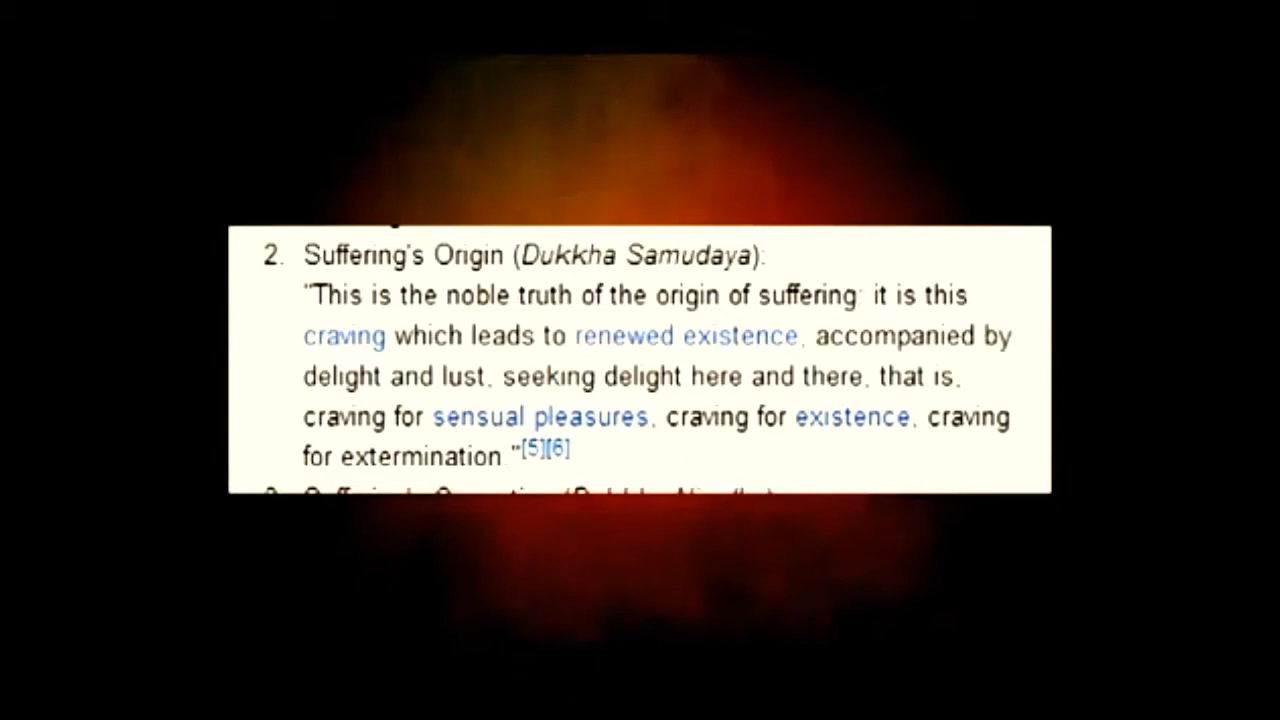 2. Suffering's Origin (Dukkha Samudaya):
"This is the noble truth of the origin of suffering: it is this
craving which leads to renewed existence, accompanied by
delight and lust, seeking delight here and there, that is,
craving for sensual pleasures, craving for existence, craving
for extermination."[5][6]